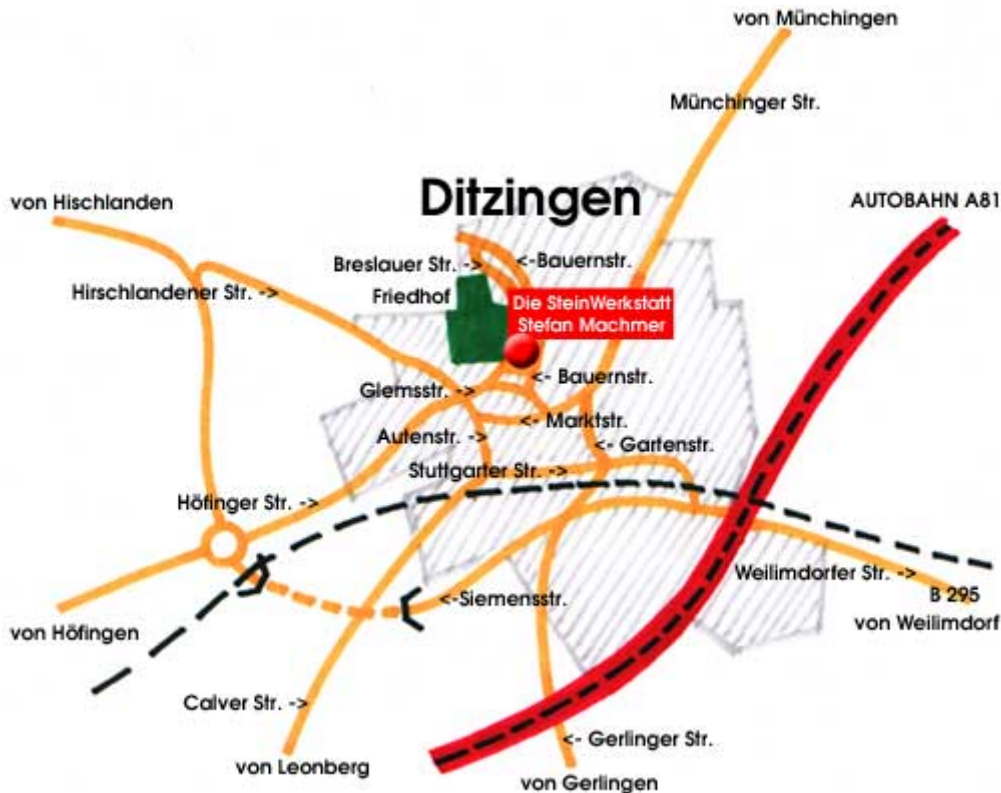 von Münchingen
Münchinger Str.
Ditzingen
von Hischlanden
AUTOBAHN A81
Breslauer Str. ->
<-Bauernstr.
Hirschlandener Str. ->
Friedhof
Die SteinWerkstatt
Stefan Machmer
<- Bauernstr.
Glemsstr. ->
<- Marktstr.
Autenstr. ->
<- Gartenstr.
Stuttgarter Str. ->
Höfinger Str. ->
Weilimdorfer Str. ->
<-Siemensstr.
B 295
von Weilimdorf
von Höfingen
Calver Str. ->
<- Gerlinger Str.
von Leonberg
von Gerlingen